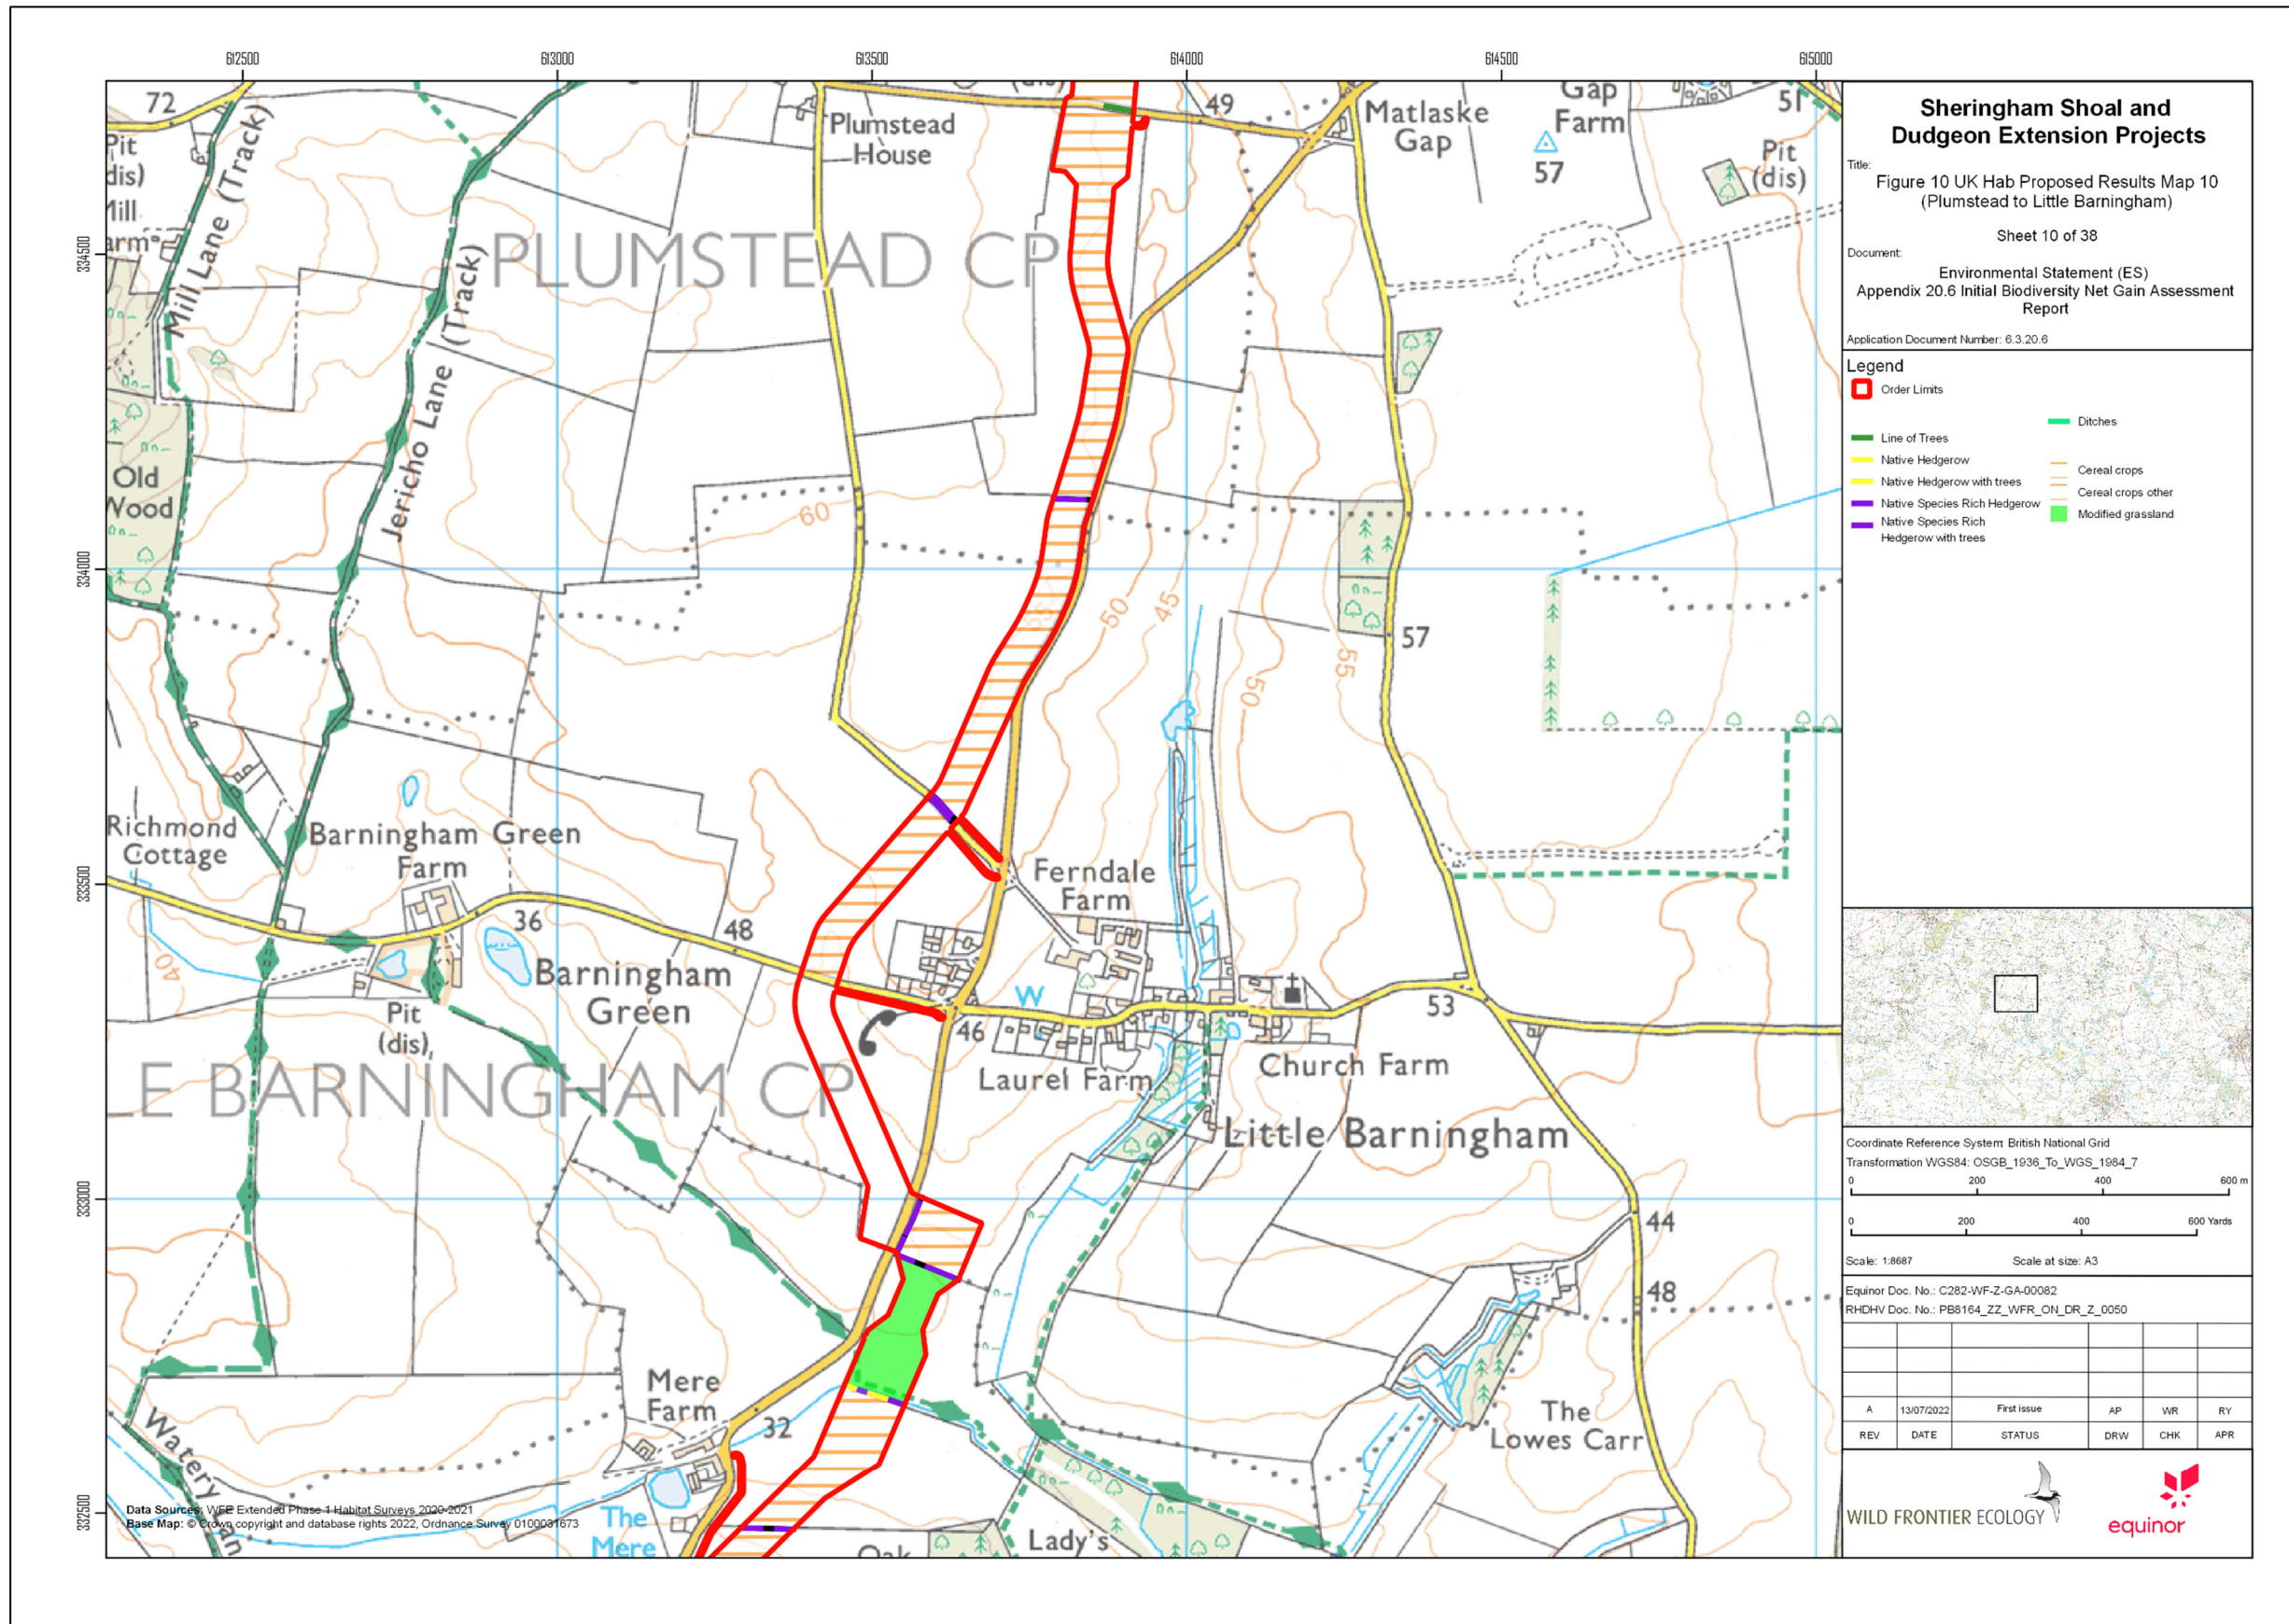 612500
613000
613500
614000
614500
615000
334500
334000
333500
333000
332500
72
Pit
(dis)
Mill Lane (Track)
Jericho Lane (Track)
Plumstead
House
49
Matlaske
Gap
Gap
Farm
57
51
Pit
(dis)
PLUMSTEAD CP
Old
Wood
60
50
45
55
50
57
Richmond
Cottage
Barningham Green
Farm
36
48
40
Barningham
Green
Pit
(dis)
Ferndale
Farm
W
46
Laurel Farm
Church Farm
53
E BARNINGHAM CP
Little Barningham
44
48
Mere
Farm
32
The
Lowes Carr
Watery Lan
The
Mere
Oak
Lady's
Data Sources: WFE Extended Phase 1 Habitat Surveys 2020-2021
Base Map: © Crown copyright and database rights 2022, Ordnance Survey 0100031673
Sheringham Shoal and
Dudgeon Extension Projects
Title:
Figure 10 UK Hab Proposed Results Map 10
(Plumstead to Little Barningham)
Sheet 10 of 38
Document:
Environmental Statement (ES)
Appendix 20.6 Initial Biodiversity Net Gain Assessment
Report
Application Document Number: 6.3.20.6
Legend
Order Limits
Line of Trees
Native Hedgerow
Native Hedgerow with trees
Native Species Rich Hedgerow
Native Species Rich
Hedgerow with trees
Ditches
Cereal crops
Cereal crops other
Modified grassland
Coordinate Reference System: British National Grid
Transformation WGS84: OSGB_1936_To_WGS_1984_7
0 200 400 600 m
0 200 400 600 Yards
Scale: 1:8687 Scale at size: A3
Equinor Doc. No.: C282-WF-Z-GA-00082
RHDHV Doc. No.: PB8164_ZZ_WFR_ON_DR_Z_0050
A 13/07/2022 First issue AP WR RY
REV DATE STATUS DRW CHK APR
WILD FRONTIER ECOLOGY
equinor